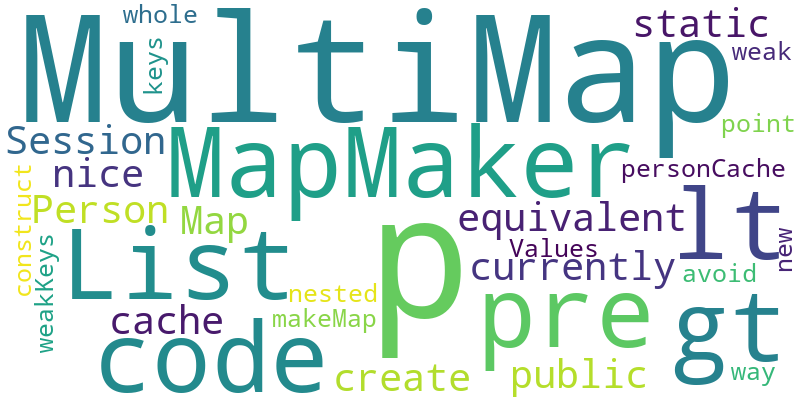 whole
MultiMap
static
keys
weak
point
Session
MapMaker
nice
personCache
construct
Person
Map
equivalent
lt
List
p
Values
new
weakKeys
currently
avoid
nested
pre
gt
cache
makeMap
code
create
public
way